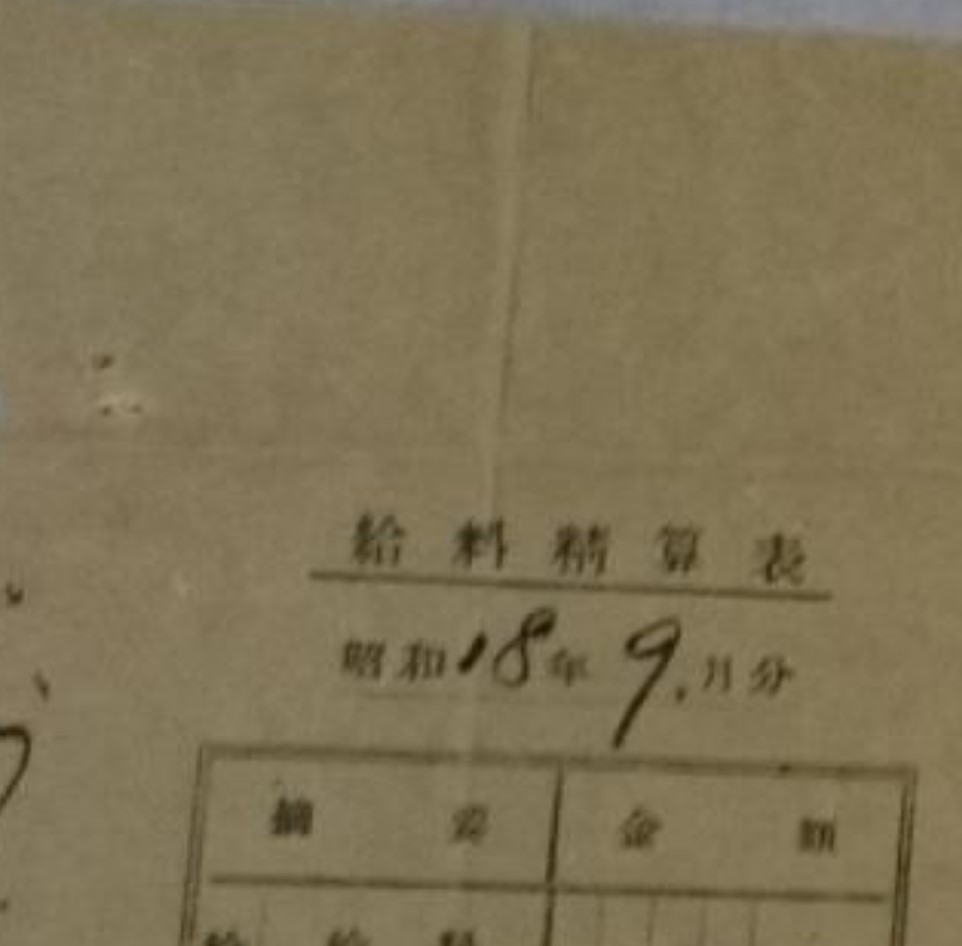 給料精算表
昭和18年9.月分
摘要 金額